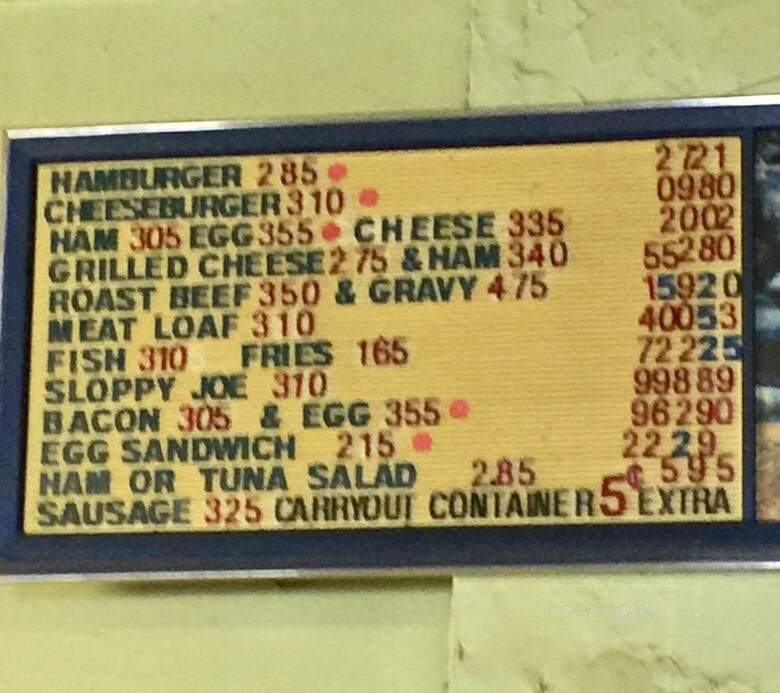 HAMBURGER 285 2721
CHEESEBURGER 310 0980
HAM 305 EGG 355 CHEESE 335 2002
GRILLED CHEESE 275 & HAM 340 55280
ROAST BEEF 350 & GRAVY 475 15920
MEAT LOAF 310 40053
FISH 310 FRIES 165 72225
SLOPPY JOE 310 99889
BACON 305 & EGG 355 96290
EGG SANDWICH 215 2229
HAM OR TUNA SALAD 2.85 595
SAUSAGE 325 CARRYOUT CONTAINER 5¢ EXTRA